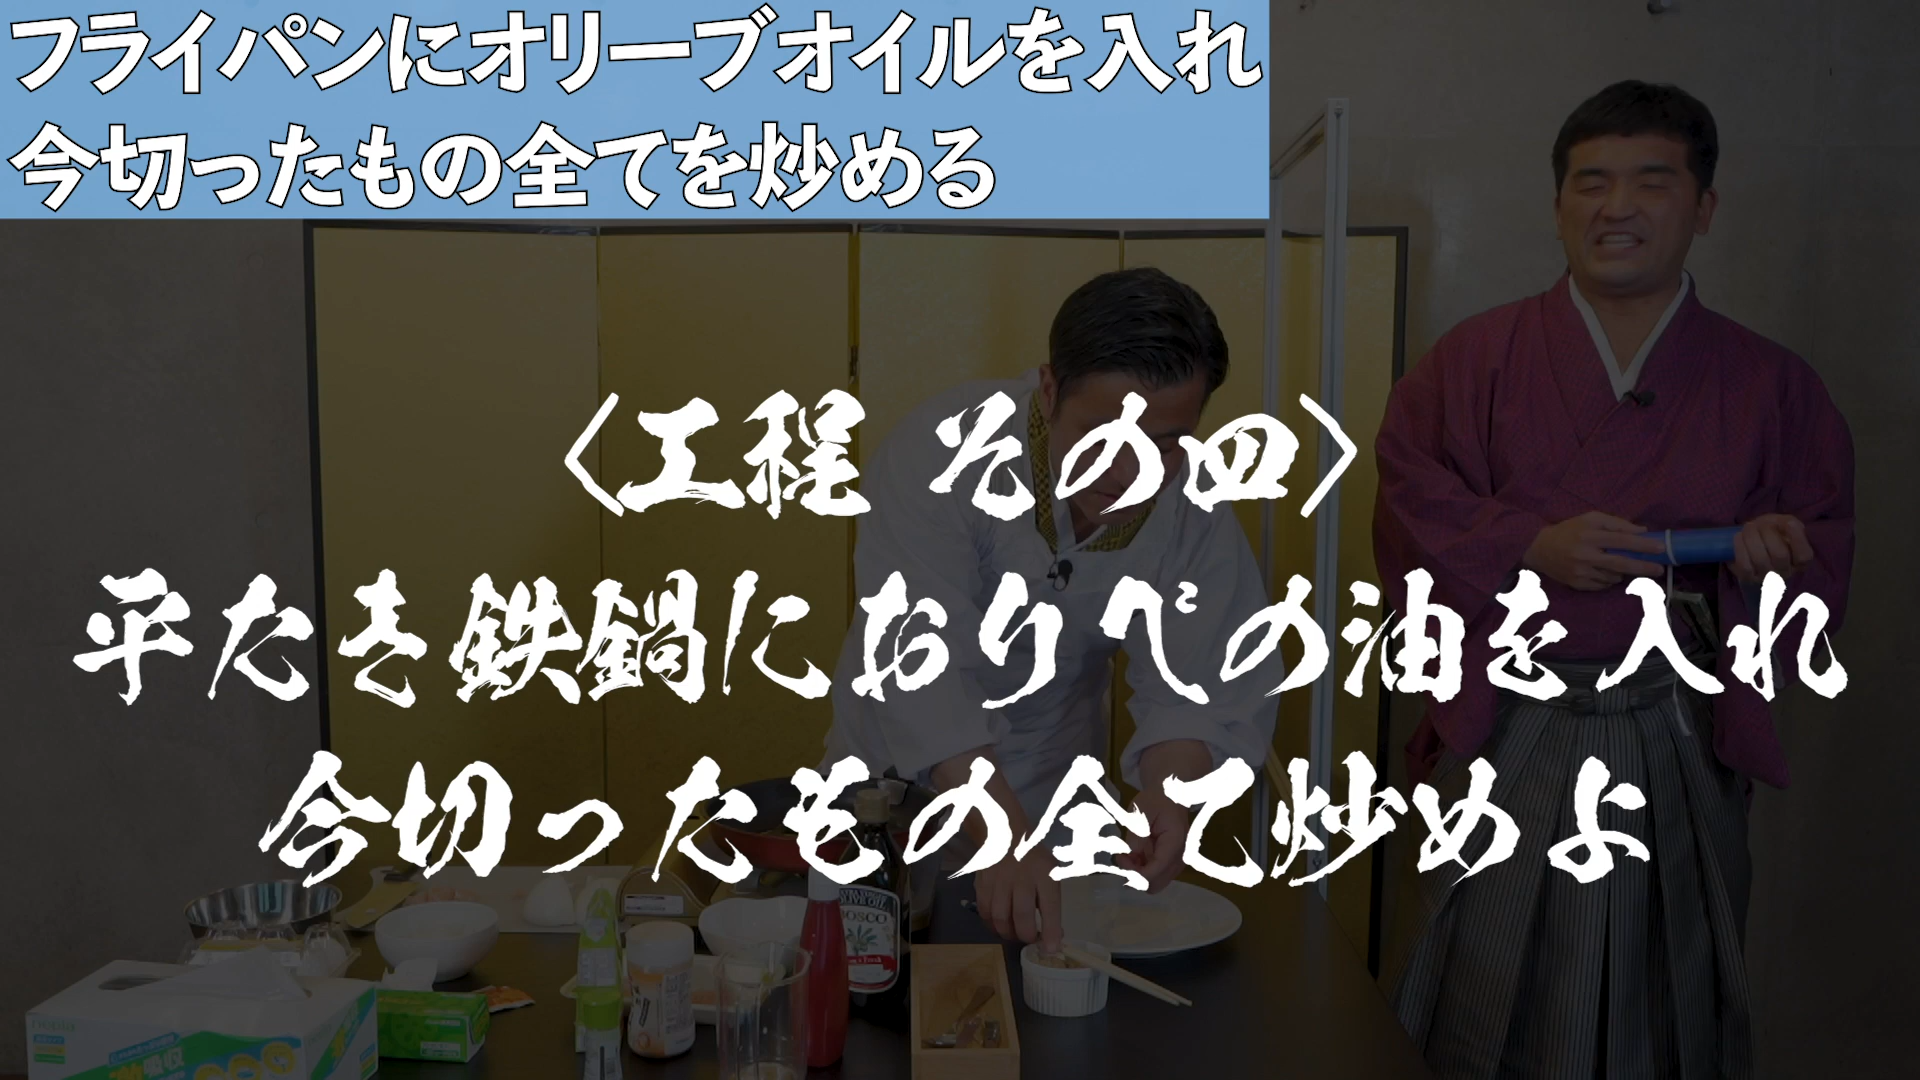 フライパンにオリーブオイルを入れ
今切ったもの全てを炒める
〈工程 その四〉
平たき鉄鍋におりべの油を入れ
今切ったもの全て炒めよ
OLIVE OIL
BOSCO